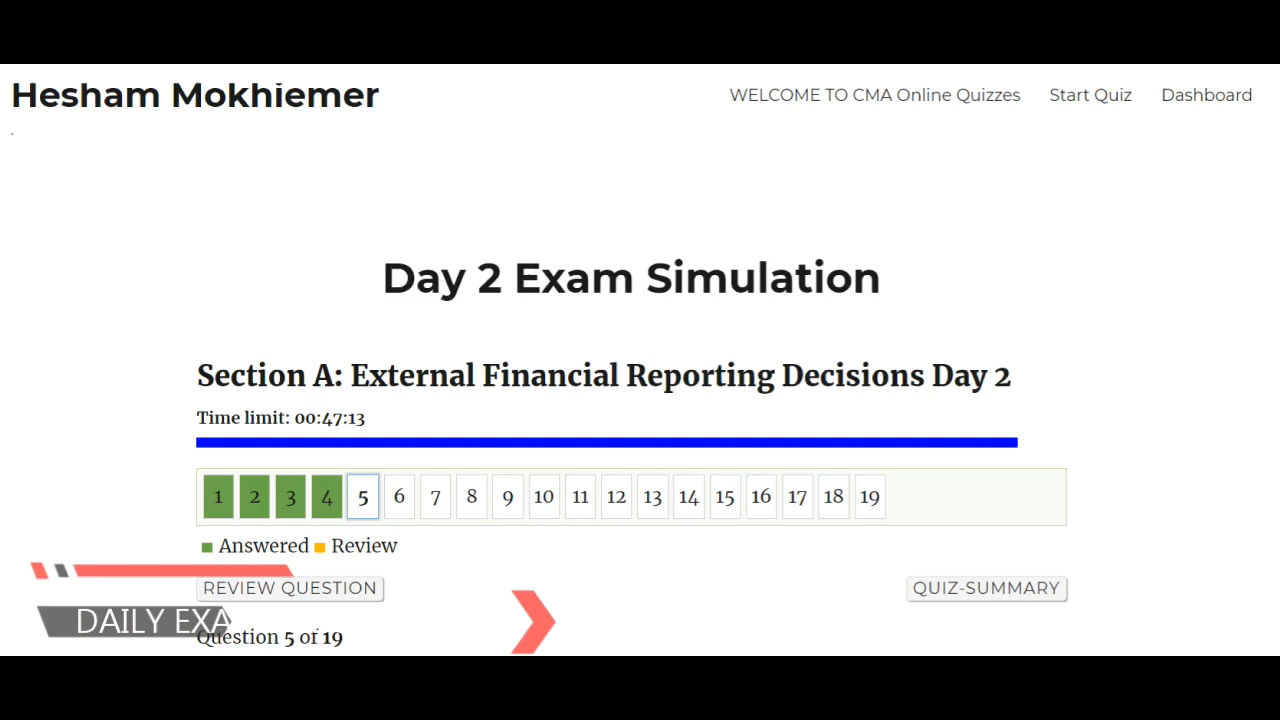 Hesham Mokhiemer
WELCOME TO CMA Online Quizzes Start Quiz Dashboard
.
Day 2 Exam Simulation
Section A: External Financial Reporting Decisions Day 2
Time limit: 00:47:13
1 2 3 4 5 6 7 8 9 10 11 12 13 14 15 16 17 18 19
Answered Review
REVIEW QUESTION QUIZ-SUMMARY
DAILY EXA
Question 5 of 19